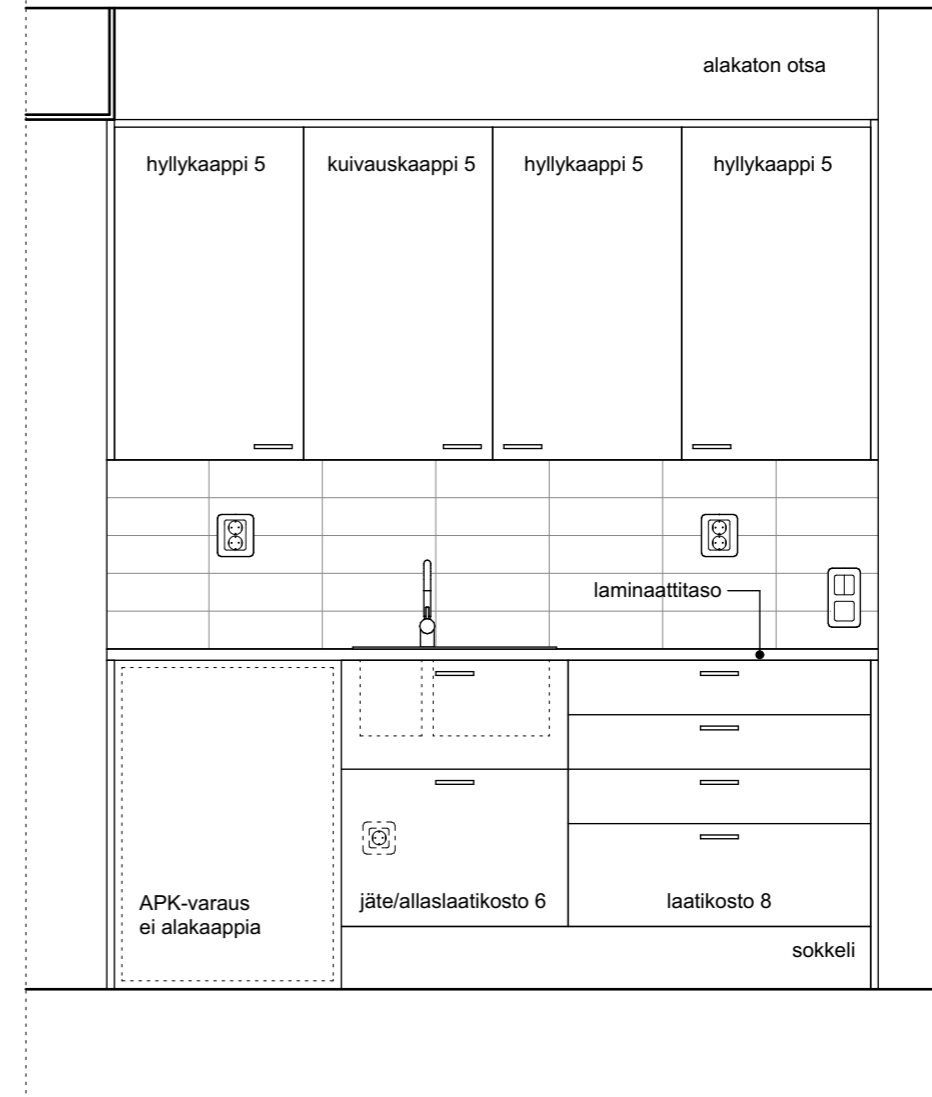 alakaton otsa
hyllykaappi 5
kuivauskaappi 5
hyllykaappi 5
hyllykaappi 5
laminaattitaso
APK-varaus
ei alakaappia
jäte/allaslaatikosto 6
laatikosto 8
sokkeli